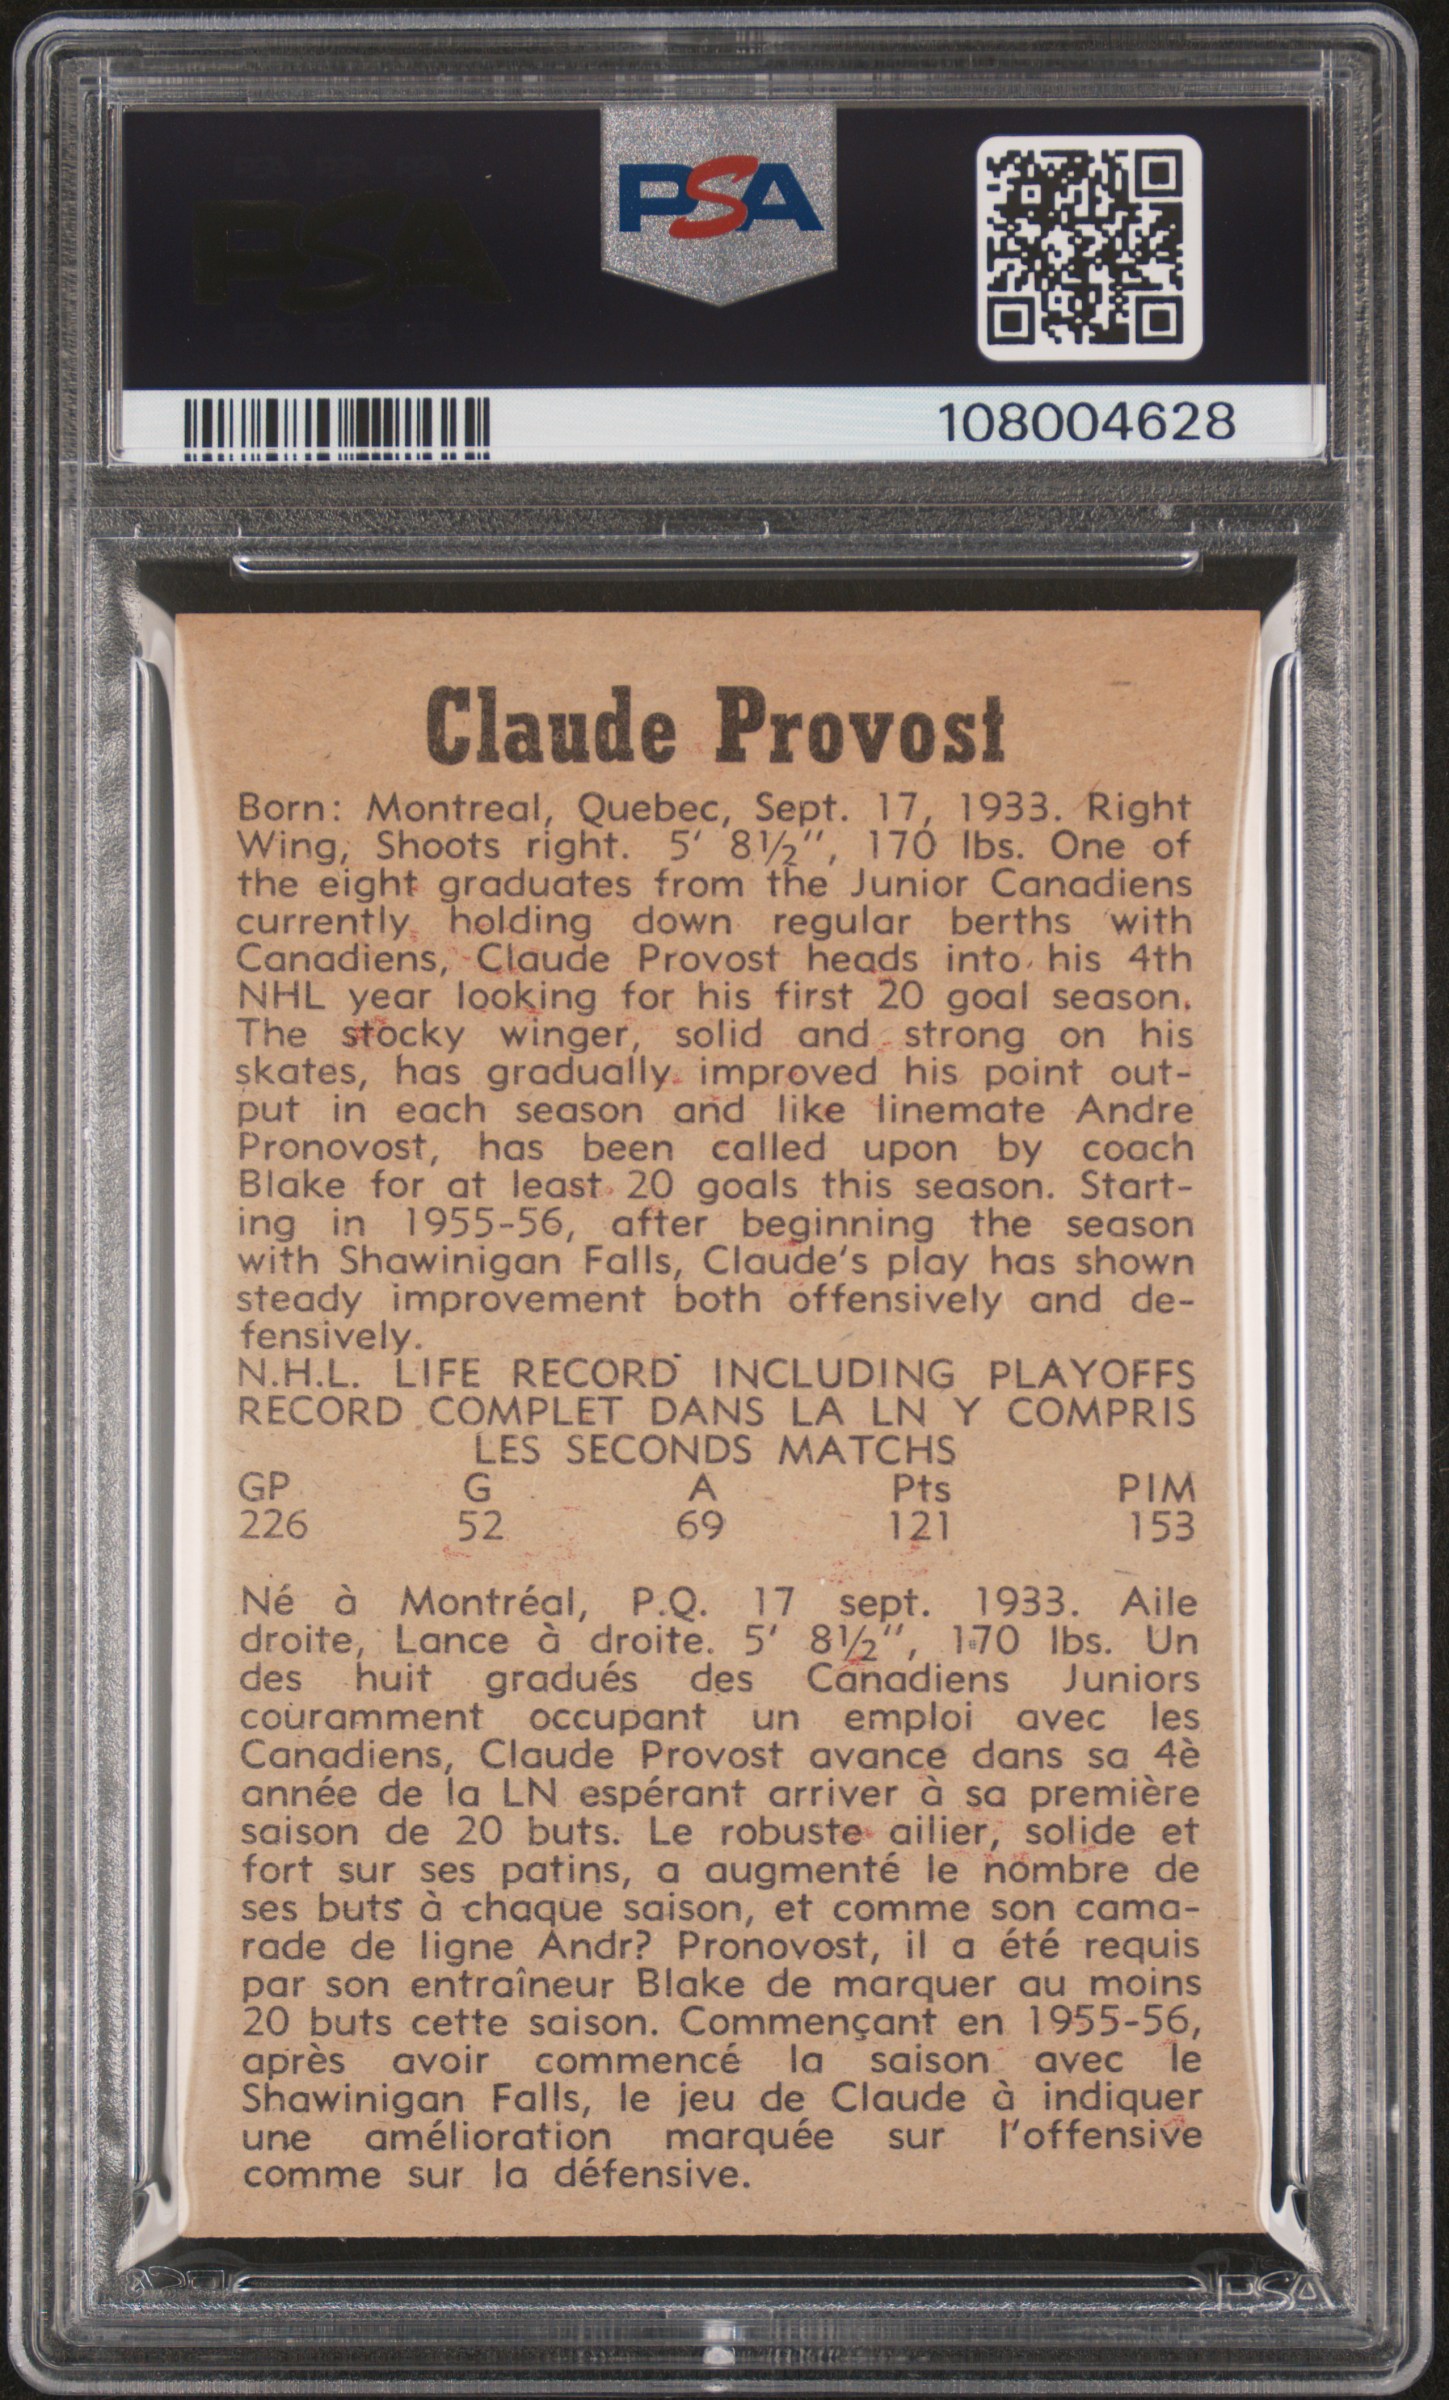 PSA
PSA
108004628
Claude Provost
Born: Montreal, Quebec, Sept. 17, 1933. Right
Wing, Shoots right. 5' 8½", 170 lbs. One of
the eight graduates from the Junior Canadiens
currently holding down regular berths with
Canadiens, Claude Provost heads into his 4th
NHL year looking for his first 20 goal season.
The stocky winger, solid and strong on his
skates, has gradually improved his point out-
put in each season and like linemate Andre
Pronovost, has been called upon by coach
Blake for at least 20 goals this season. Start-
ing in 1955-56, after beginning the season
with Shawinigan Falls, Claude's play has shown
steady improvement both offensively and de-
fensively.
N.H.L. LIFE RECORD INCLUDING PLAYOFFS
RECORD COMPLET DANS LA LN Y COMPRIS
LES SECONDS MATCHS
GP G A Pts PIM
226 52 69 121 153
Né à Montréal, P.Q. 17 sept. 1933. Aile
droite, Lance à droite. 5' 8½", 170 lbs. Un
des huit gradués des Canadiens Juniors
couramment occupant un emploi avec les
Canadiens, Claude Provost avance dans sa 4è
année de la LN espérant arriver à sa première
saison de 20 buts. Le robuste ailier, solide et
fort sur ses patins, a augmenté le nombre de
ses buts à chaque saison, et comme son cama-
rade de ligne Andr? Pronovost, il a été requis
par son entraîneur Blake de marquer au moins
20 buts cette saison. Commençant en 1955-56,
après avoir commencé la saison avec le
Shawinigan Falls, le jeu de Claude à indiquer
une amélioration marquée sur l'offensive
comme sur la défensive.
PSA